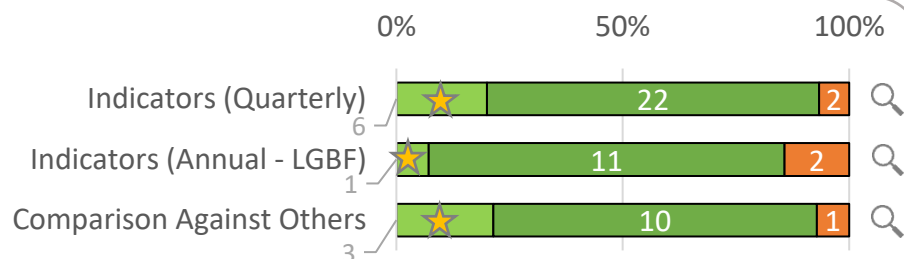 0% 50% 100%
Indicators (Quarterly) 22 2
6
Indicators (Annual - LGBF) 11 2
1
Comparison Against Others 10 1
3